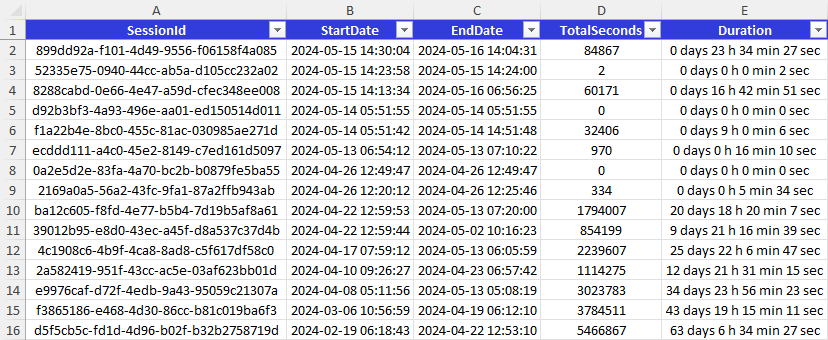 A B C D E
1 SessionId StartDate EndDate TotalSeconds Duration
2 899dd92a-f101-4d49-9556-f06158f4a085 2024-05-15 14:30:04 2024-05-16 14:04:31 84867 0 days 23 h 34 min 27 sec
3 52335e75-0940-44cc-ab5a-d105cc232a02 2024-05-15 14:23:58 2024-05-15 14:24:00 2 0 days 0 h 0 min 2 sec
4 8288cabd-0e66-4e47-a59d-cfec348ee008 2024-05-15 14:13:34 2024-05-16 06:56:25 60171 0 days 16 h 42 min 51 sec
5 d92b3bf3-4a93-496e-aa01-ed150514d011 2024-05-14 05:51:55 2024-05-14 05:51:55 0 0 days 0 h 0 min 0 sec
6 f1a22b4e-8bc0-455c-81ac-030985ae271d 2024-05-14 05:51:42 2024-05-14 14:51:48 32406 0 days 9 h 0 min 6 sec
7 ecddd111-a4c0-45e2-8149-c7ed161d5097 2024-05-13 06:54:12 2024-05-13 07:10:22 970 0 days 0 h 16 min 10 sec
8 0a2e5d2e-83fa-4a70-bc2b-b0879fe5ba55 2024-04-26 12:49:47 2024-04-26 12:49:47 0 0 days 0 h 0 min 0 sec
9 2169a0a5-56a2-43fc-9fa1-87a2ffb943ab 2024-04-26 12:20:12 2024-04-26 12:25:46 334 0 days 0 h 5 min 34 sec
10 ba12c605-f8fd-4e77-b5b4-7d19b5af8a61 2024-04-22 12:59:53 2024-05-13 07:20:00 1794007 20 days 18 h 20 min 7 sec
11 39012b95-e8d0-43ec-a45f-d8a537c37d4b 2024-04-22 12:59:44 2024-05-02 10:16:23 854199 9 days 21 h 16 min 39 sec
12 4c1908c6-4b9f-4ca8-8ad8-c5f617df58c0 2024-04-17 07:59:12 2024-05-13 06:05:59 2239607 25 days 22 h 6 min 47 sec
13 2a582419-951f-43cc-ac5e-03af623bb01d 2024-04-10 09:26:27 2024-04-23 06:57:42 1114275 12 days 21 h 31 min 15 sec
14 e9976caf-d72f-4edb-9a43-95059c21307a 2024-04-08 05:11:56 2024-05-13 05:08:19 3023783 34 days 23 h 56 min 23 sec
15 f3865186-e468-4d30-86cc-b81c019ba6f3 2024-03-06 10:56:59 2024-04-19 06:12:10 3784511 43 days 19 h 15 min 11 sec
16 d5f5cb5c-fd1d-4d96-b02f-b32b2758719d 2024-02-19 06:18:43 2024-04-22 12:53:10 5466867 63 days 6 h 34 min 27 sec